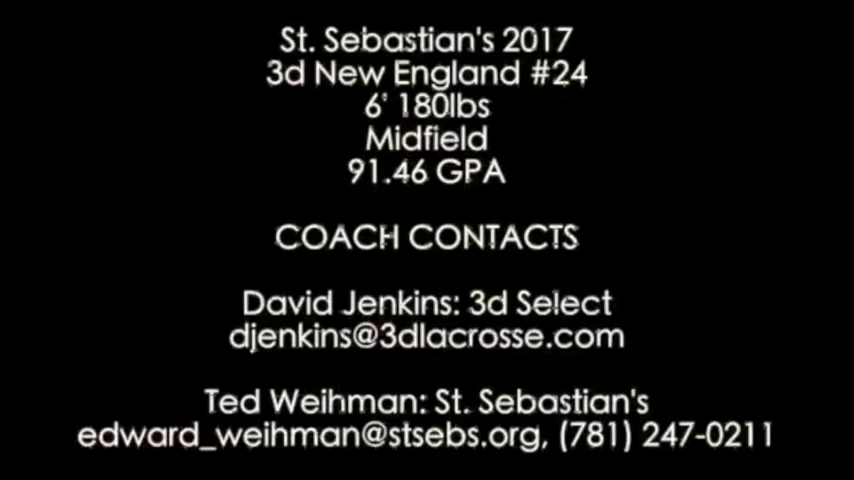 St. Sebastian's 2017
3d New England #24
6' 180lbs
Midfield
91.46 GPA
COACH CONTACTS
David Jenkins: 3d Select
djenkins@3dlacrosse.com
Ted Weihman: St. Sebastian's
edward_weihman@stsebs.org, (781) 247-0211